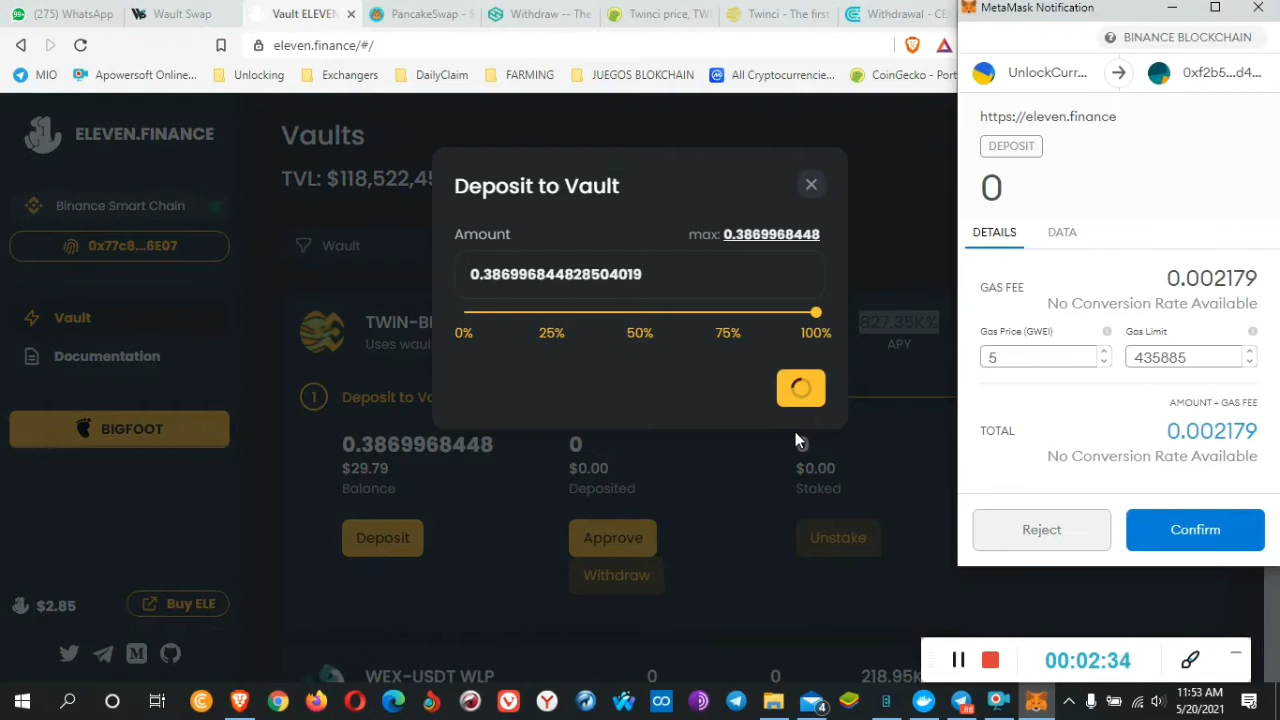 (275) WhatsApp
Wault Swap
Vault ELEVEN
PancakeSwap - S
Withdraw -- The
Twinci price, TWI
Twinci - The first
Withdrawal - CE
MetaMask Notification
eleven.finance/#/
MIO
Apowersoft Online...
Unlocking
Exchangers
DailyClaim
FARMING
JUEGOS BLOKCHAIN
All Cryptocurrencie...
CoinGecko - Port
BINANCE BLOCKCHAIN
UnlockCurr...
0xf2b5...d4...
https://eleven.finance
DEPOSIT
0
DETAILS
DATA
GAS FEE
0.002179
No Conversion Rate Available
Gas Price (GWEI)
Gas Limit
5
435885
AMOUNT + GAS FEE
TOTAL
0.002179
No Conversion Rate Available
Reject
Confirm
ELEVEN.FINANCE
Binance Smart Chain
0x77c8...6E07
Vault
Documentation
BIGFOOT
$2.85
Buy ELE
Vaults
TVL: $118,522,45
Wault
Deposit to Vault
Amount
max: 0.3869968448
0.386996844828504019
0%
25%
50%
75%
100%
TWIN-B
Uses waul
827.35K%
APY
1
Deposit to Va
0.3869968448
$29.79
Balance
0
$0.00
Deposited
0
$0.00
Staked
Deposit
Approve
Withdraw
Unstake
WEX-USDT WLP
0
0
218.95K
00:02:34
11:53 AM
5/20/2021